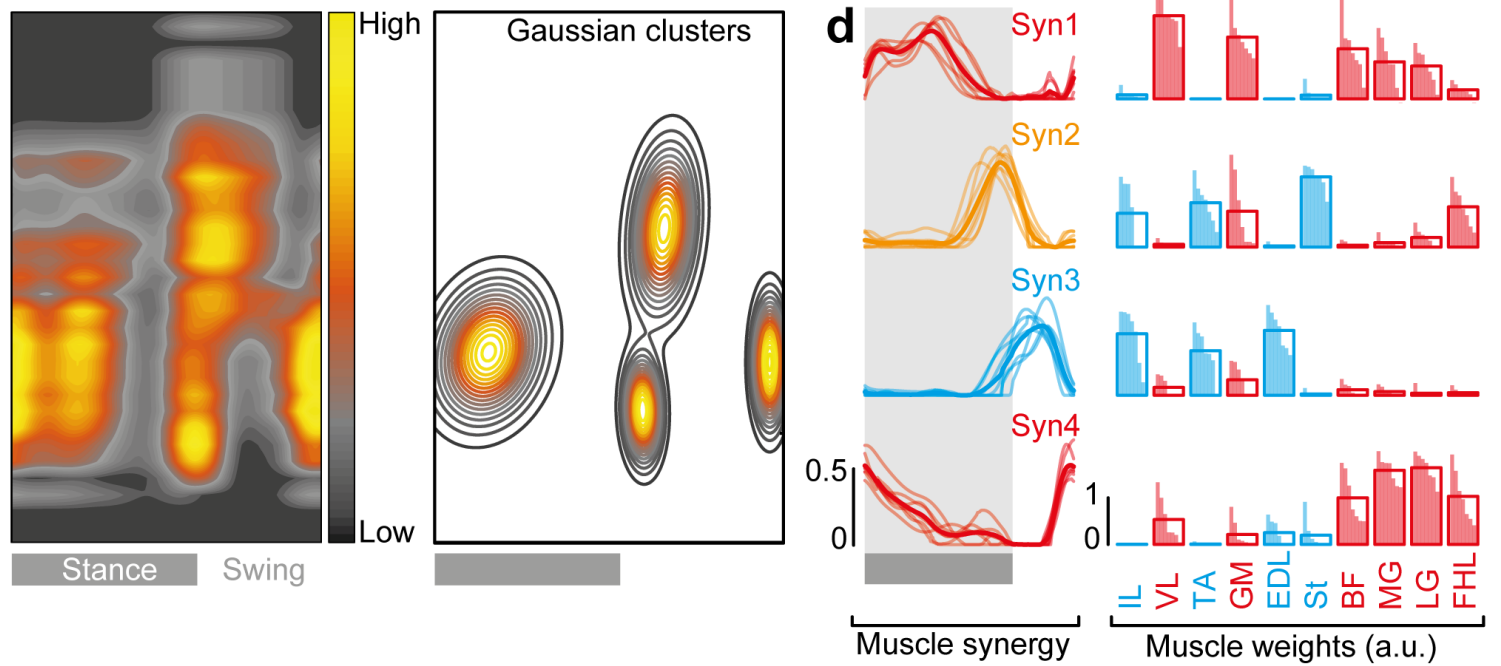 High
Low
Stance
Swing
Gaussian clusters
d
Syn1
Syn2
Syn3
Syn4
0.5
0
Muscle synergy
1
0
IL
VL
TA
GM
EDL
St
BF
MG
LG
FHL
Muscle weights (a.u.)